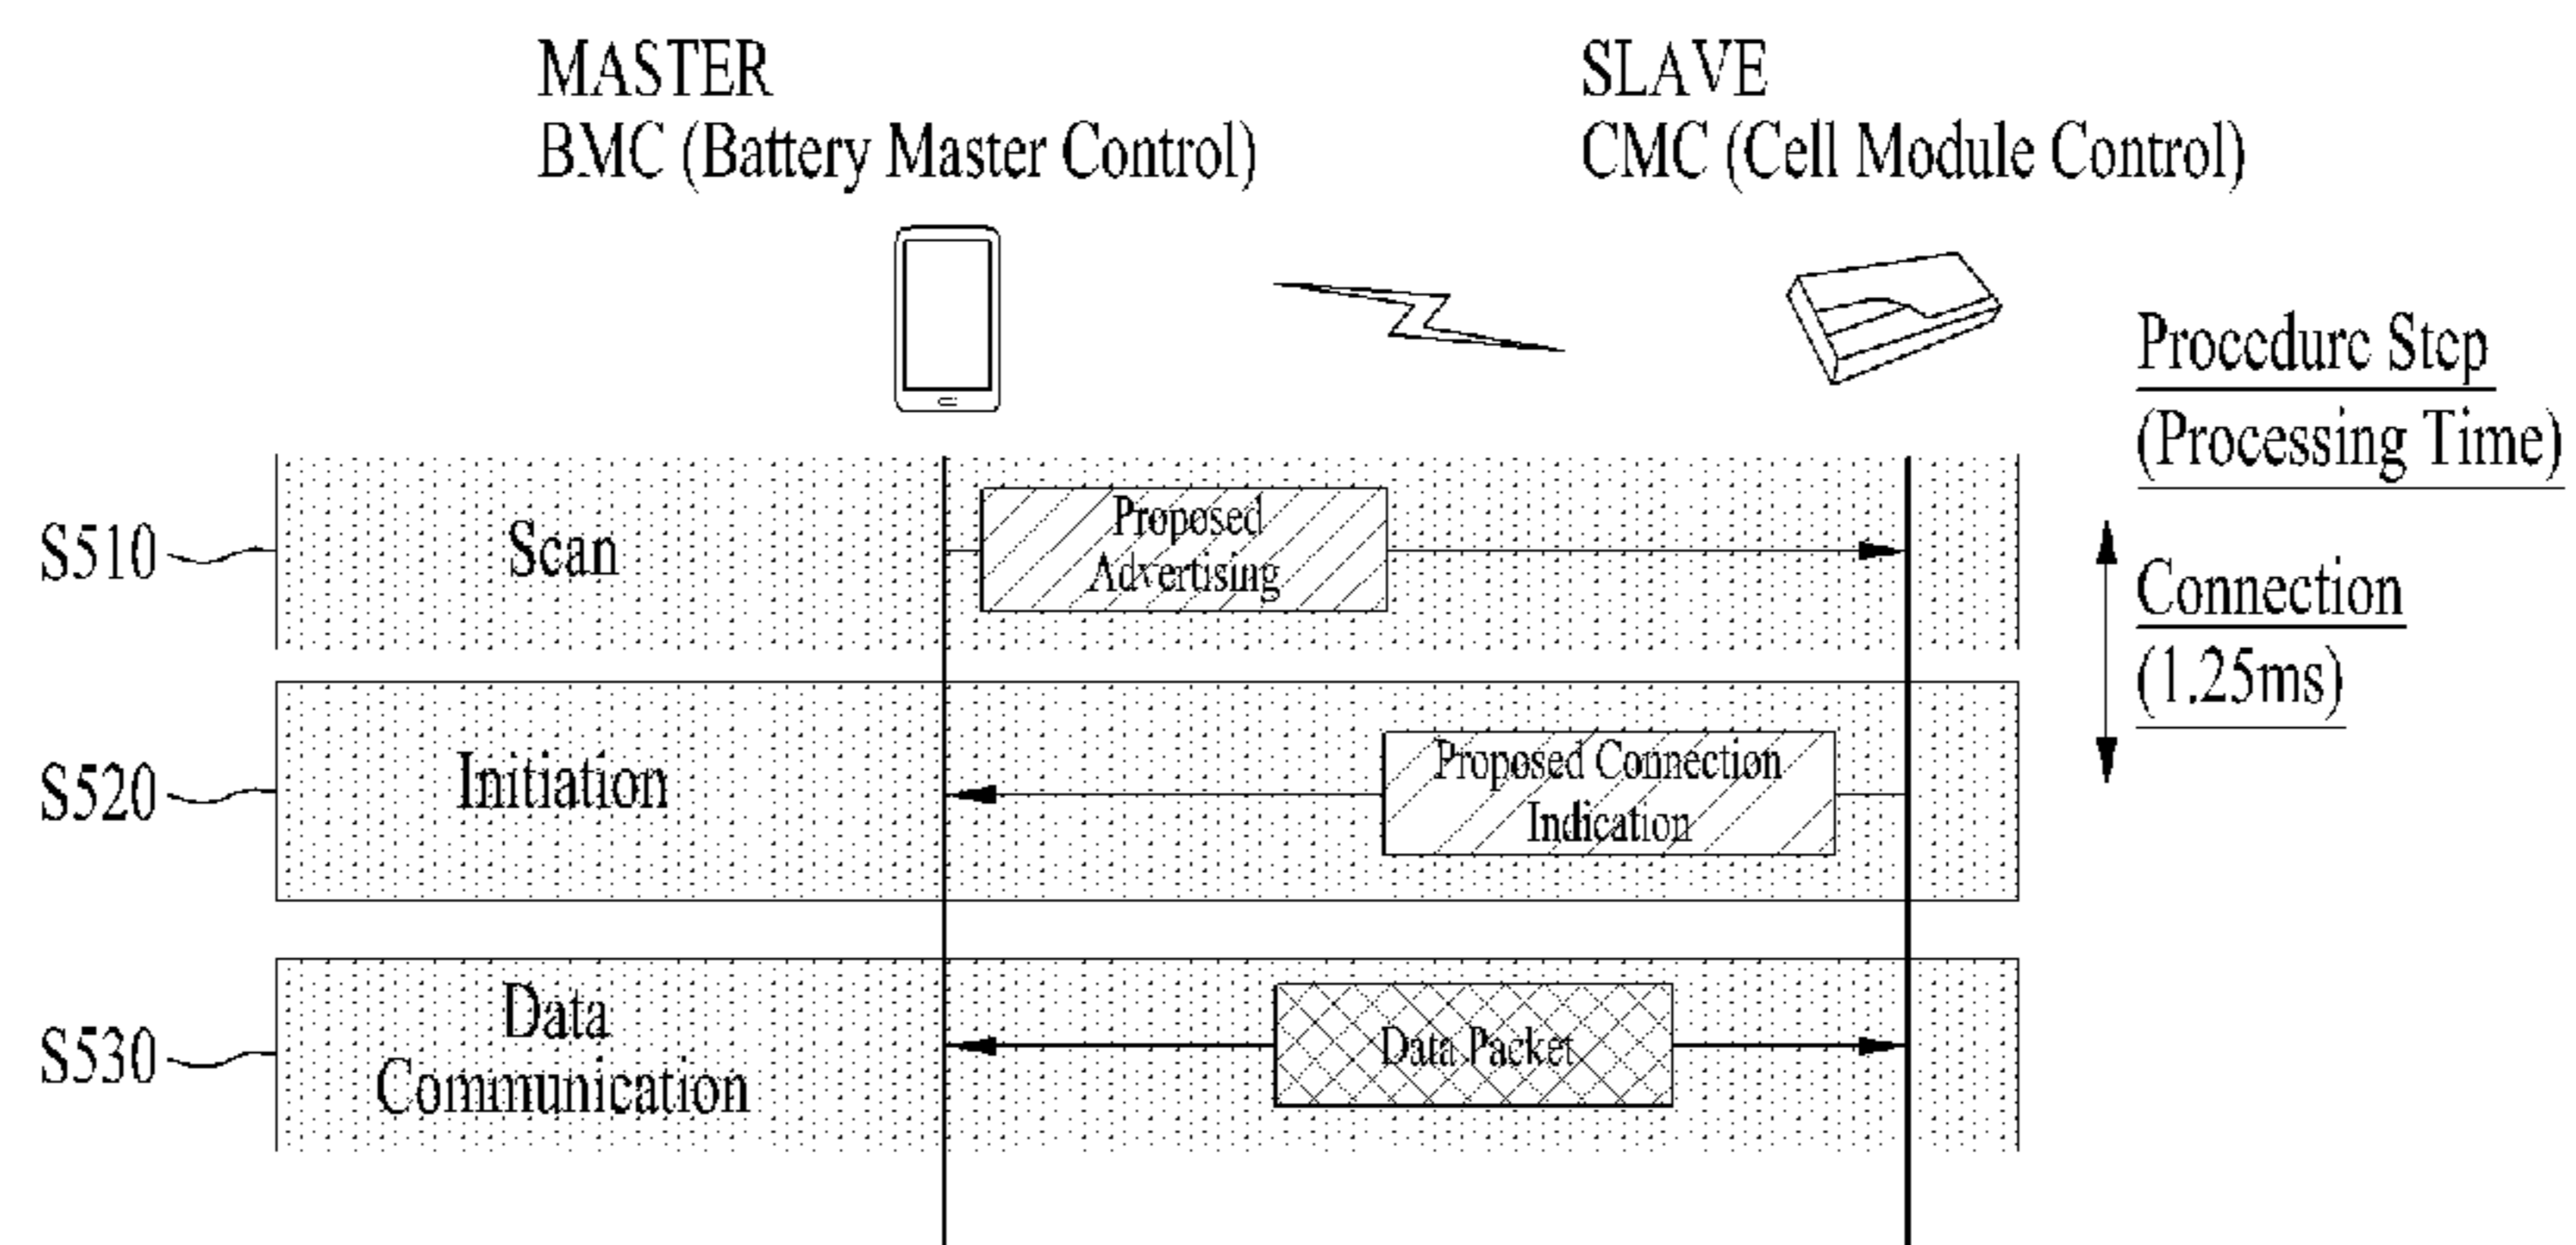 MASTER
BMC (Battery Master Control)
SLAVE
CMC (Cell Module Control)
Procedure Step
(Processing Time)
S510
Scan
Proposed
Advertising
Connection
(1.25ms)
S520
Initiation
Proposed Connection
Indication
S530
Data
Communication
Data Packet